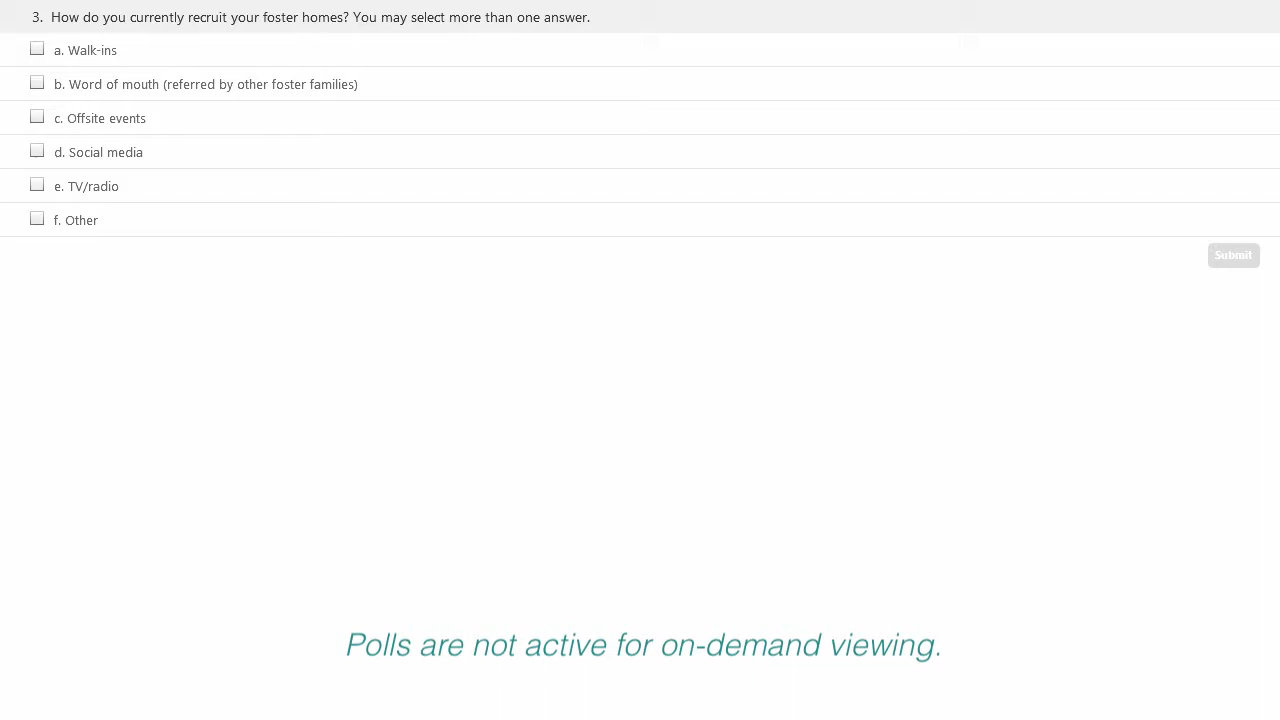 3. How do you currently recruit your foster homes? You may select more than one answer.
a. Walk-ins
b. Word of mouth (referred by other foster families)
c. Offsite events
d. Social media
e. TV/radio
f. Other
Submit
Polls are not active for on-demand viewing.